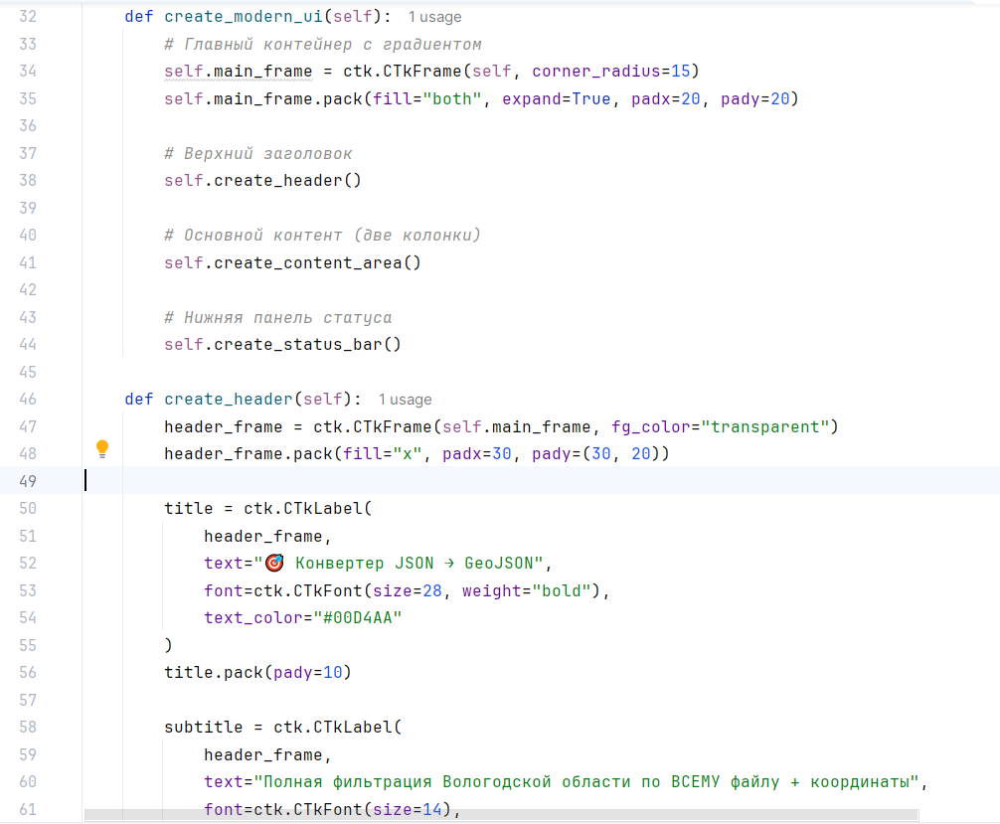 32 def create_modern_ui(self): 1 usage
33 # Главный контейнер с градиентом
34 self.main_frame = ctk.CTkFrame(self, corner_radius=15)
35 self.main_frame.pack(fill="both", expand=True, padx=20, pady=20)
36
37 # Верхний заголовок
38 self.create_header()
39
40 # Основной контент (две колонки)
41 self.create_content_area()
42
43 # Нижняя панель статуса
44 self.create_status_bar()
45
46 def create_header(self): 1 usage
47 header_frame = ctk.CTkFrame(self.main_frame, fg_color="transparent")
48 header_frame.pack(fill="x", padx=30, pady=(30, 20))
49
50 title = ctk.CTkLabel(
51 header_frame,
52 text="🎯 Конвертер JSON → GeoJSON",
53 font=ctk.CTkFont(size=28, weight="bold"),
54 text_color="#00D4AA"
55 )
56 title.pack(pady=10)
57
58 subtitle = ctk.CTkLabel(
59 header_frame,
60 text="Полная фильтрация Вологодской области по ВСЕМУ файлу + координаты",
61 font=ctk.CTkFont(size=14),